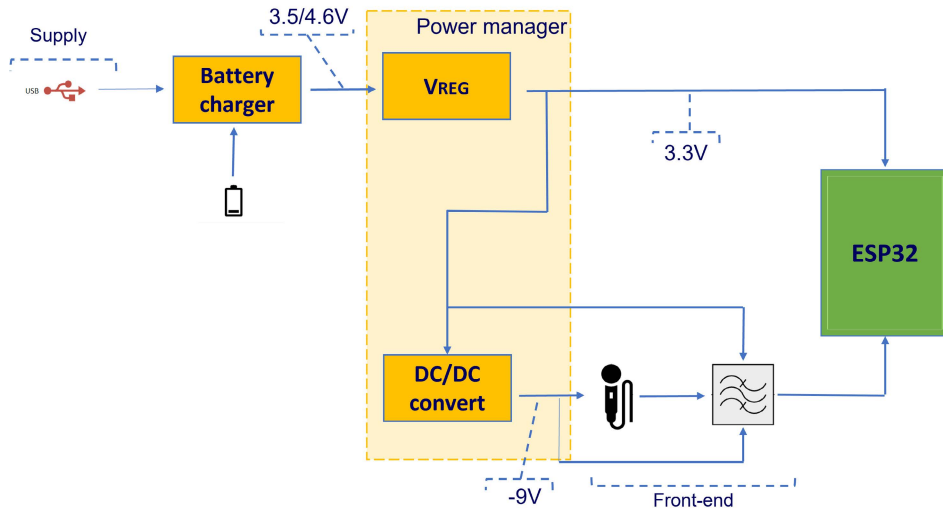 3.5/4.6V
Power manager
Supply
USB
Battery
charger
VREG
3.3V
ESP32
DC/DC
convert
-9V
Front-end